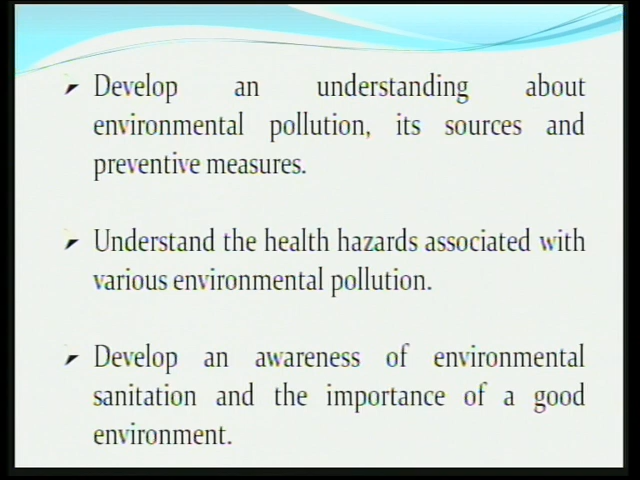 Develop an understanding about
environmental pollution, its sources and
preventive measures.
Understand the health hazards associated with
various environmental pollution.
Develop an awareness of environmental
sanitation and the importance of a good
environment.